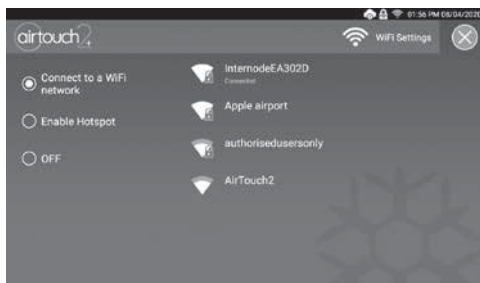 01:56 PM 08/04/2020
airtouch 2+
WiFi Settings
Connect to a WiFi
network
Enable Hotspot
OFF
InternodeEA302D
Connected
Apple airport
authorisedusersonly
AirTouch2